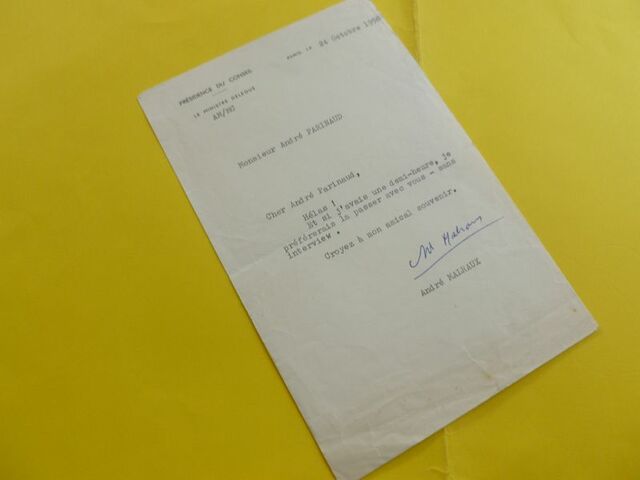 PRÉSIDENCE DU CONSEIL
PARIS, LE 24 Octobre 1958
LE MINISTRE DÉLÉGUÉ
AM/
Monsieur André PARINAUD
Cher André Parinaud,
Hélas !
Et si j'avais une demi-heure, je
préférerais la passer avec vous - sans
interview.
Croyez à mon amical souvenir.
André MALRAUX